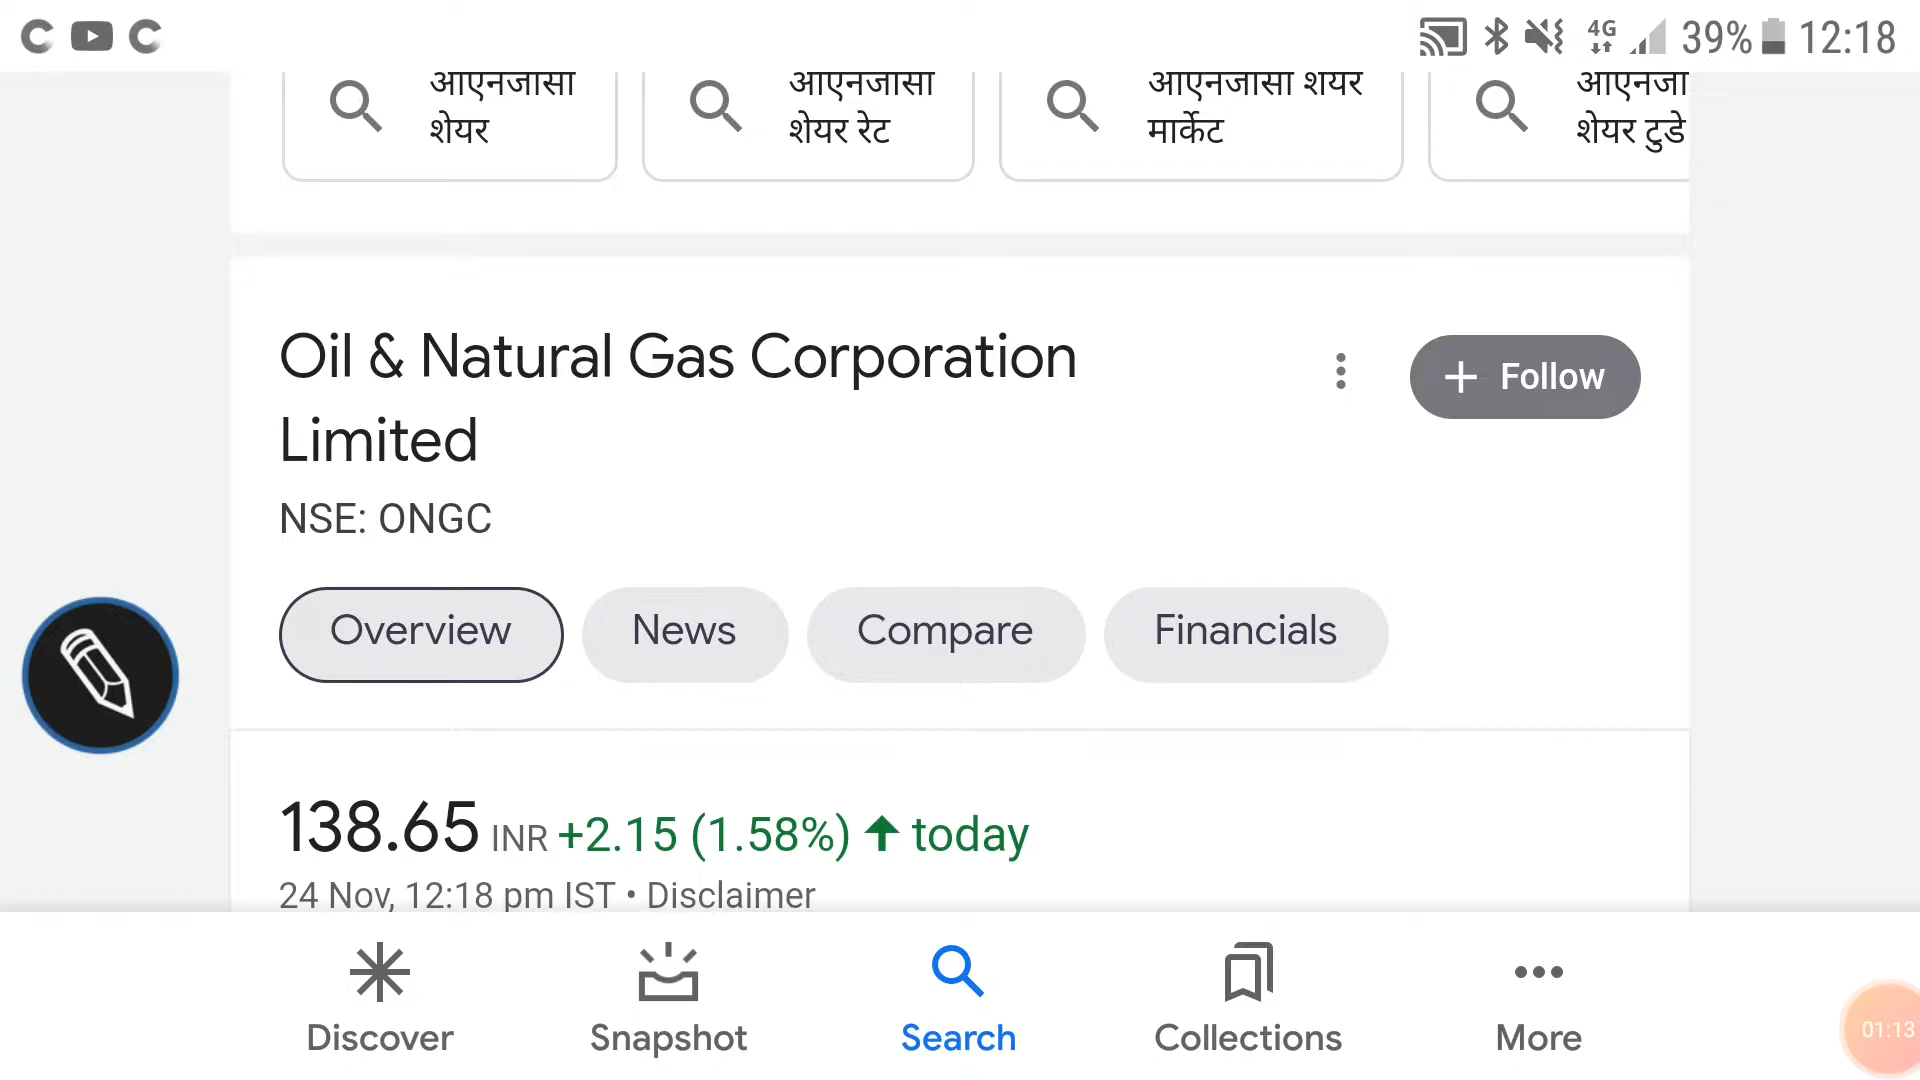 4G 39% 12:18
आएनजीसी
शेयर
आएनजीसी
शेयर रेट
आएनजीसी शेयर
मार्केट
शेयर टुडे
Oil & Natural Gas Corporation
Limited
+ Follow
NSE: ONGC
Overview News Compare Financials
138.65 INR +2.15 (1.58%) today
24 Nov, 12:18 pm IST • Disclaimer
Discover Snapshot Search Collections More
01:13